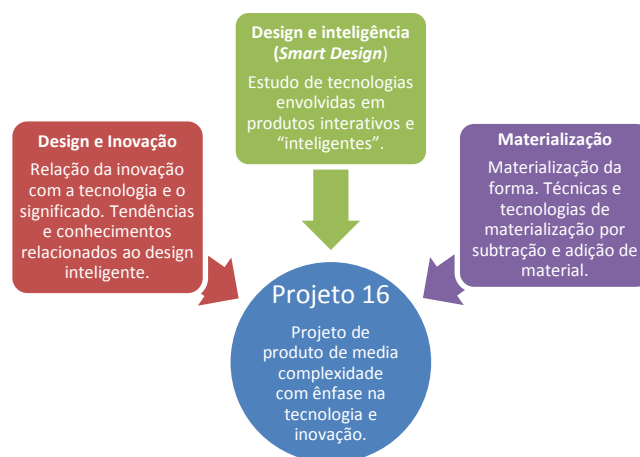 Design e inteligência
(Smart Design)
Estudo de tecnologias
envolvidas em
produtos interativos e
“inteligentes”.
Design e Inovação
Relação da inovação
com a tecnologia e o
significado. Tendências
e conhecimentos
relacionados ao design
inteligente.
Materialização
Materialização da
forma. Técnicas e
tecnologias de
materialização por
subtração e adição de
material.
Projeto 16
Projeto de
produto de media
complexidade
com ênfase na
tecnologia e
inovação.